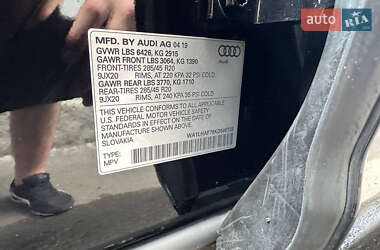 auto RIA .com
MFD. BY AUDI AG 04 19
GVWR LBS 6426, KG 2915
GAWR FRONT LBS 3064, KG 1390
FRONT-TIRES 285/45 R20
9JX20 RIMS, AT 220 KPA 32 PSI COLD
GAWR REAR LBS 3770, KG 1710
REAR-TIRES 285/45 R20
9JX20 RIMS, AT 240 KPA 35 PSI COLD
THIS VEHICLE CONFORMS TO ALL APPLICABLE
U.S. FEDERAL MOTOR VEHICLE SAFETY
STANDARDS IN EFFECT ON THE DATE OF
MANUFACTURE SHOWN ABOVE
SLOVAKIA
TYPE:
MPV
Audi